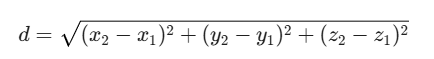 d = √(x₂ − x₁)² + (y₂ − y₁)² + (z₂ − z₁)²